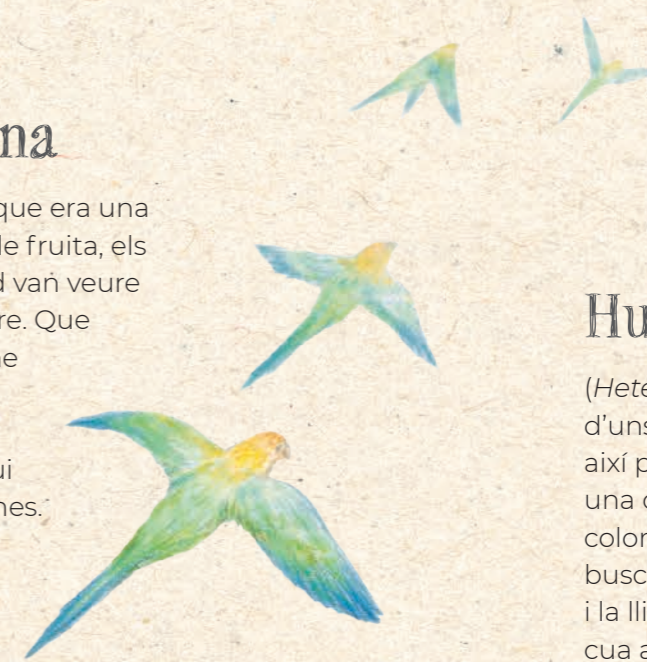 na
que era una
de fruita, els
d van veure
re. Que
ne
ui
nes.
Hu
(Hete
d'uns
així p
una c
color
busc
i la lli
cua a